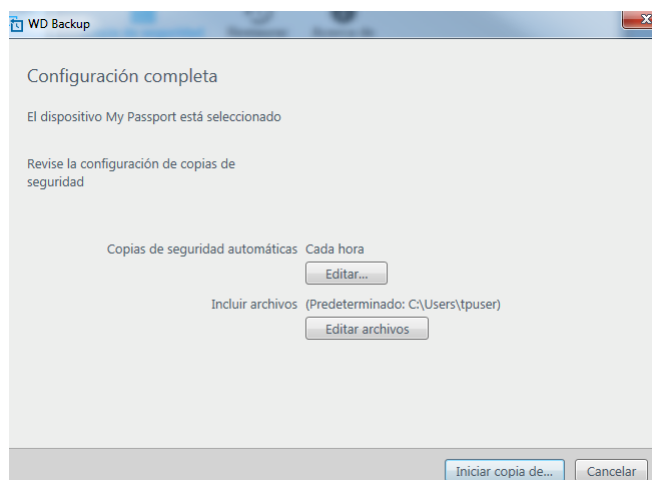 WD Backup
Configuración completa
El dispositivo My Passport está seleccionado
Revise la configuración de copias de
seguridad
Copias de seguridad automáticas Cada hora
Editar...
Incluir archivos (Predeterminado: C:\Users\tpuser)
Editar archivos
Iniciar copia de... Cancelar